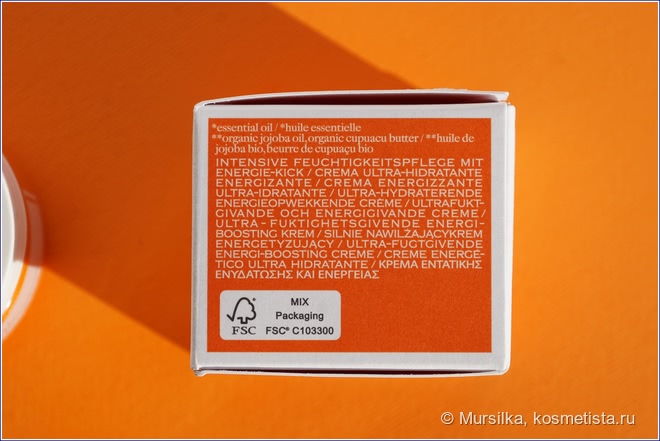 *essential oil / *huile essentielle
**organic jojoba oil, organic cupuacu butter / **huile de
jojoba bio, beurre de cupuaçu bio
INTENSIVE FEUCHTIGKEITSPFLEGE MIT
ENERGIE-KICK / CREMA ULTRA-HIDRATANTE
ENERGIZANTE / CREMA ENERGIZZANTE
ULTRA-IDRATANTE / ULTRA-HYDRATERENDE
ENERGIEOPWEKKENDE CRÈME / ULTRAFUKT-
GIVANDE OCH ENERGIGIVANDE CREME /
ULTRA - FUKTIGHETSGIVENDE ENERGI-
BOOSTING KREM / SILNIE NAWILŻAJĄCYKREM
ENERGETYZUJĄCY / ULTRA-FUGTGIVENDE
ENERGI-BOOSTING CREME / CREME ENERGÉ-
TICO ULTRA HIDRATANTE / ΚΡΕΜΑ ΕΝΤΑΤΙΚΗΣ
ΕΝΥΔΑΤΩΣΗΣ ΚΑΙ ΕΝΕΡΓΕΙΑΣ
FSC
MIX
Packaging
FSC® C103300
© Mursilka, kosmetista.ru